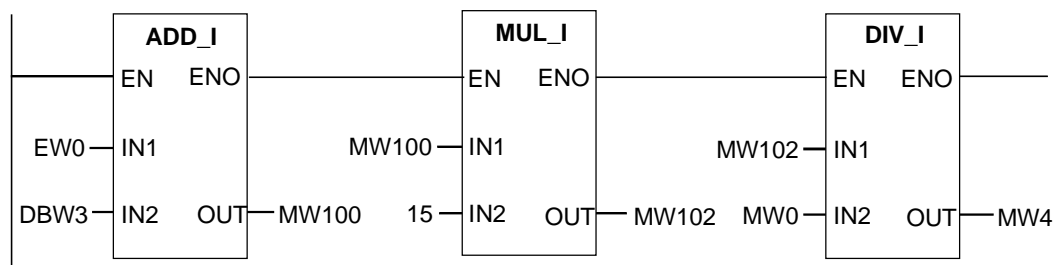 ADD_I MUL_I DIV_I
EN ENO EN ENO EN ENO
EW0 IN1 MW100 IN1 MW102 IN1
DBW3 IN2 OUT MW100 15 IN2 OUT MW102 MW0 IN2 OUT MW4